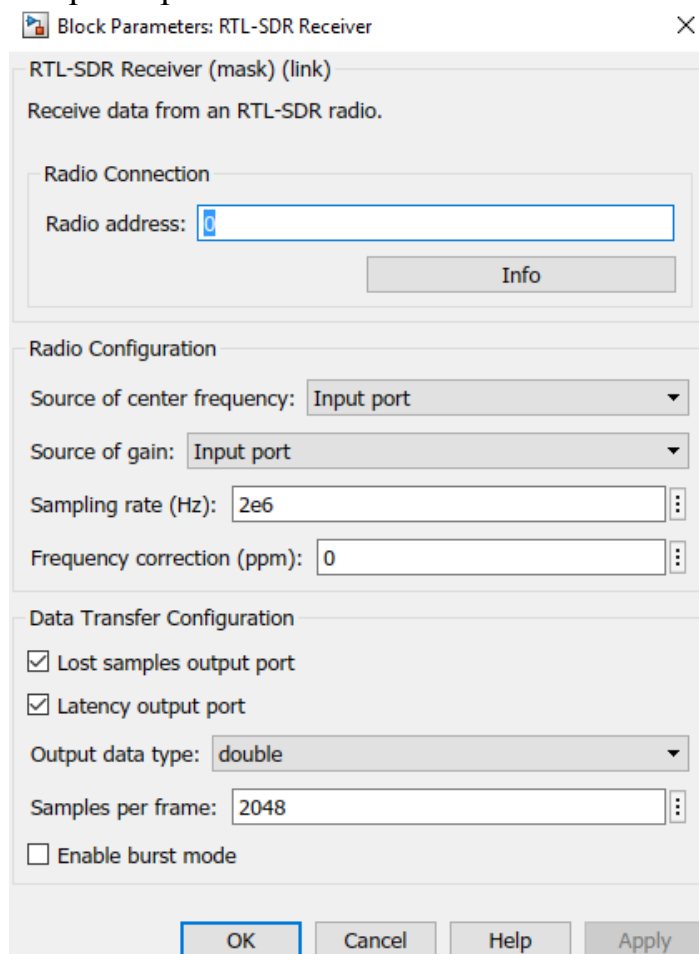 Block Parameters: RTL-SDR Receiver
RTL-SDR Receiver (mask) (link)
Receive data from an RTL-SDR radio.
Radio Connection
Radio address: 0
Info
Radio Configuration
Source of center frequency: Input port
Source of gain: Input port
Sampling rate (Hz): 2e6
Frequency correction (ppm): 0
Data Transfer Configuration
Lost samples output port
Latency output port
Output data type: double
Samples per frame: 2048
Enable burst mode
OK Cancel Help Apply